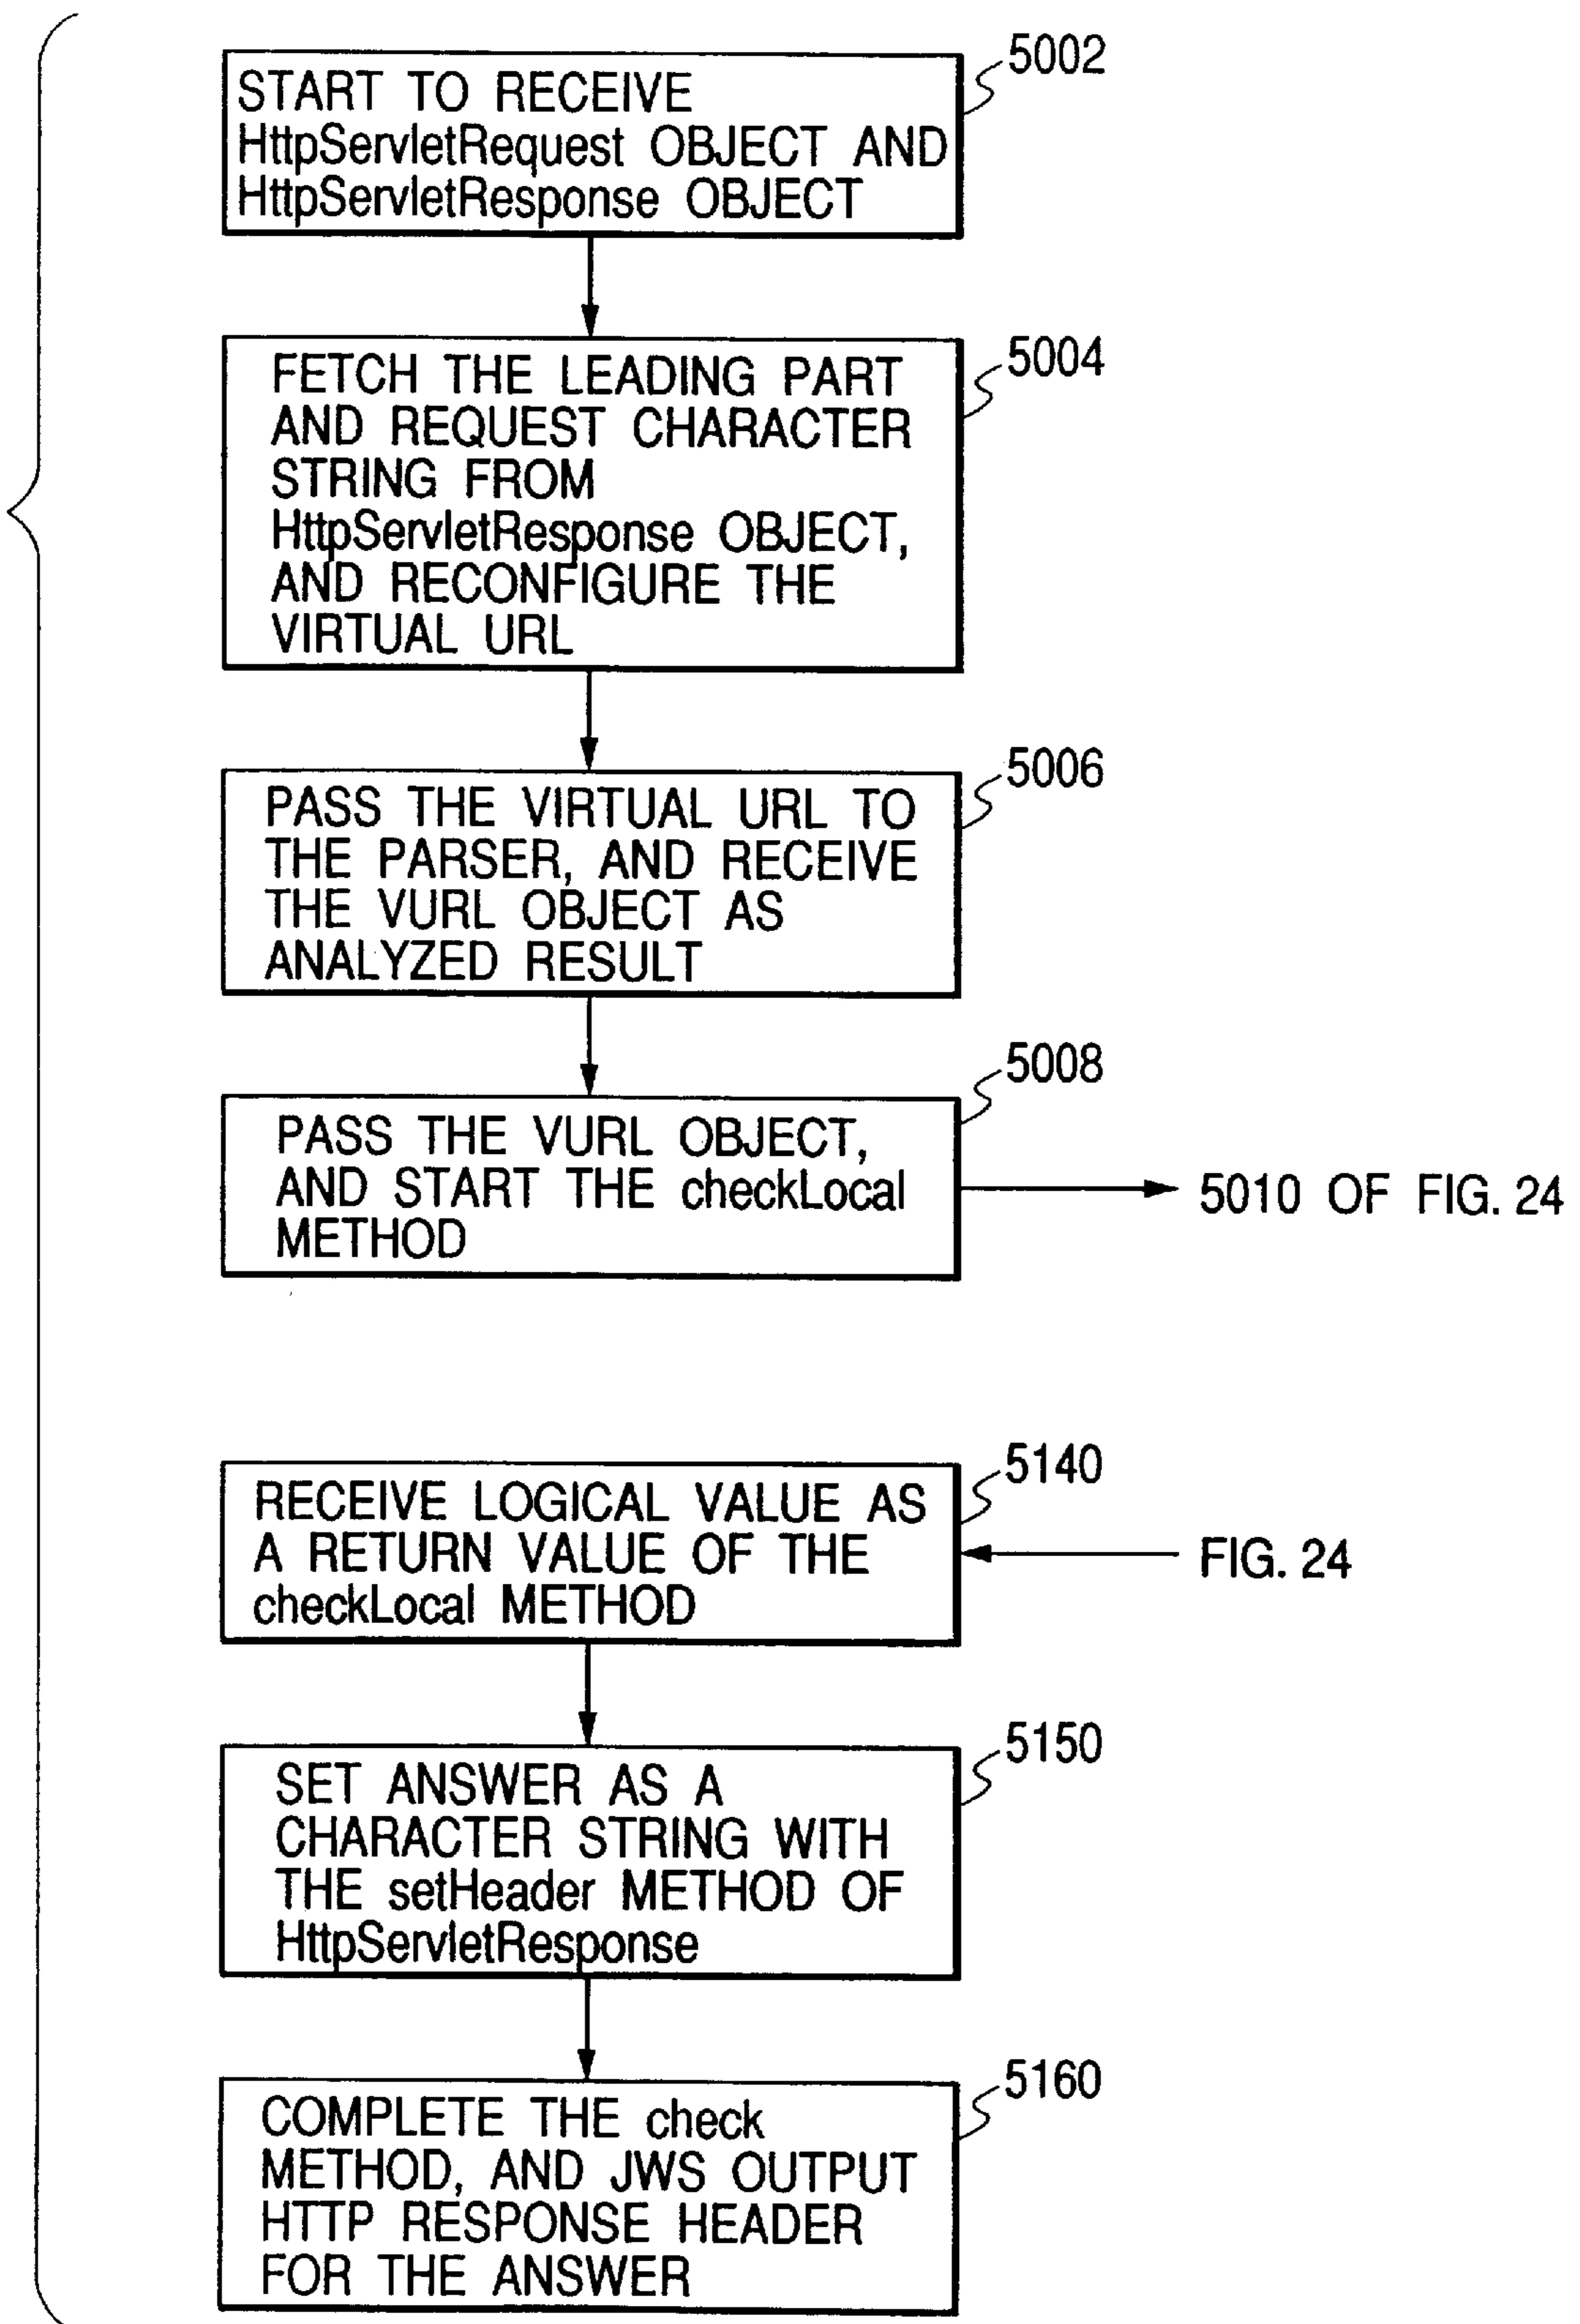 5002
START TO RECEIVE
HttpServletRequest OBJECT AND
HttpServletResponse OBJECT
5004
FETCH THE LEADING PART
AND REQUEST CHARACTER
STRING FROM
HttpServletResponse OBJECT,
AND RECONFIGURE THE
VIRTUAL URL
5006
PASS THE VIRTUAL URL TO
THE PARSER, AND RECEIVE
THE VURL OBJECT AS
ANALYZED RESULT
5008
PASS THE VURL OBJECT,
AND START THE checkLocal
METHOD
5010 OF FIG. 24
5140
RECEIVE LOGICAL VALUE AS
A RETURN VALUE OF THE
checkLocal METHOD
FIG. 24
5150
SET ANSWER AS A
CHARACTER STRING WITH
THE setHeader METHOD OF
HttpServletResponse
5160
COMPLETE THE check
METHOD, AND JWS OUTPUT
HTTP RESPONSE HEADER
FOR THE ANSWER